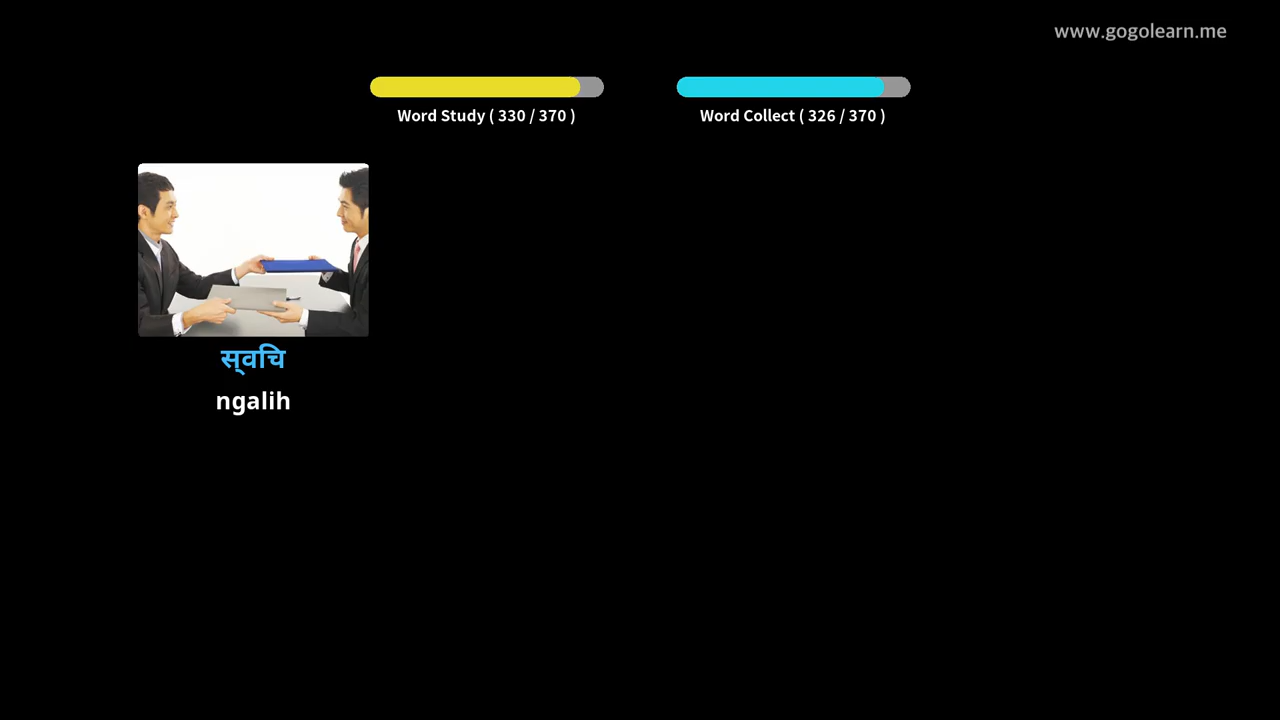 www.gogolearn.me
Word Study ( 330 / 370 )
Word Collect ( 326 / 370 )
स्वचि
ngalih